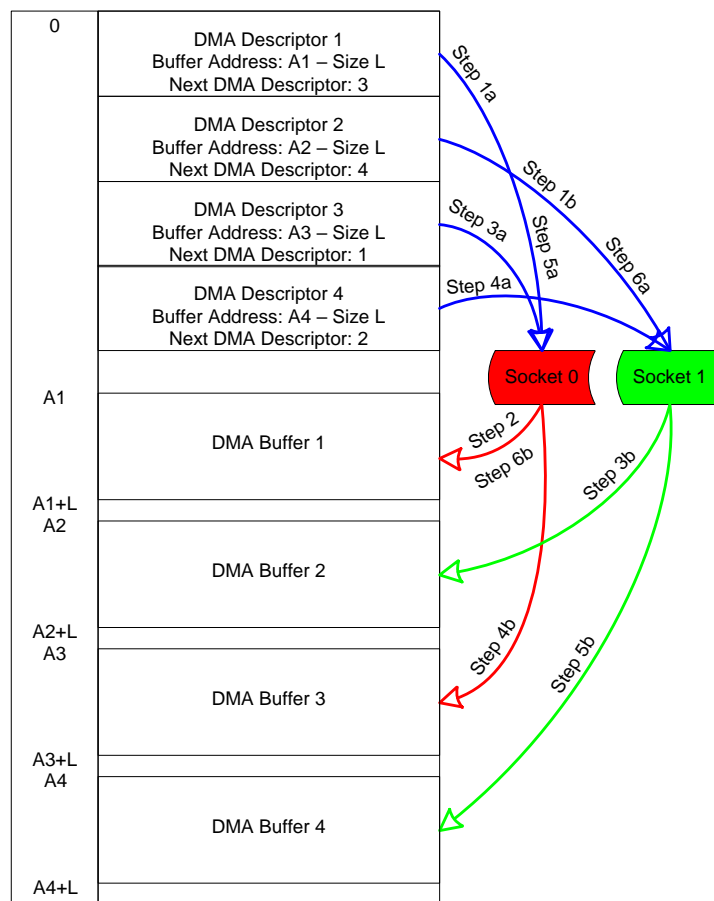 0
DMA Descriptor 1
Buffer Address: A1 – Size L
Next DMA Descriptor: 3
DMA Descriptor 2
Buffer Address: A2 – Size L
Next DMA Descriptor: 4
DMA Descriptor 3
Buffer Address: A3 – Size L
Next DMA Descriptor: 1
DMA Descriptor 4
Buffer Address: A4 – Size L
Next DMA Descriptor: 2
Step 1a
Step 1b
Step 3a
Step 5a
Step 6a
Step 4a
Socket 0
Socket 1
A1
DMA Buffer 1
Step 2
Step 6b
Step 3b
A1+L
A2
DMA Buffer 2
A2+L
A3
Step 4b
Step 5b
DMA Buffer 3
A3+L
A4
DMA Buffer 4
A4+L